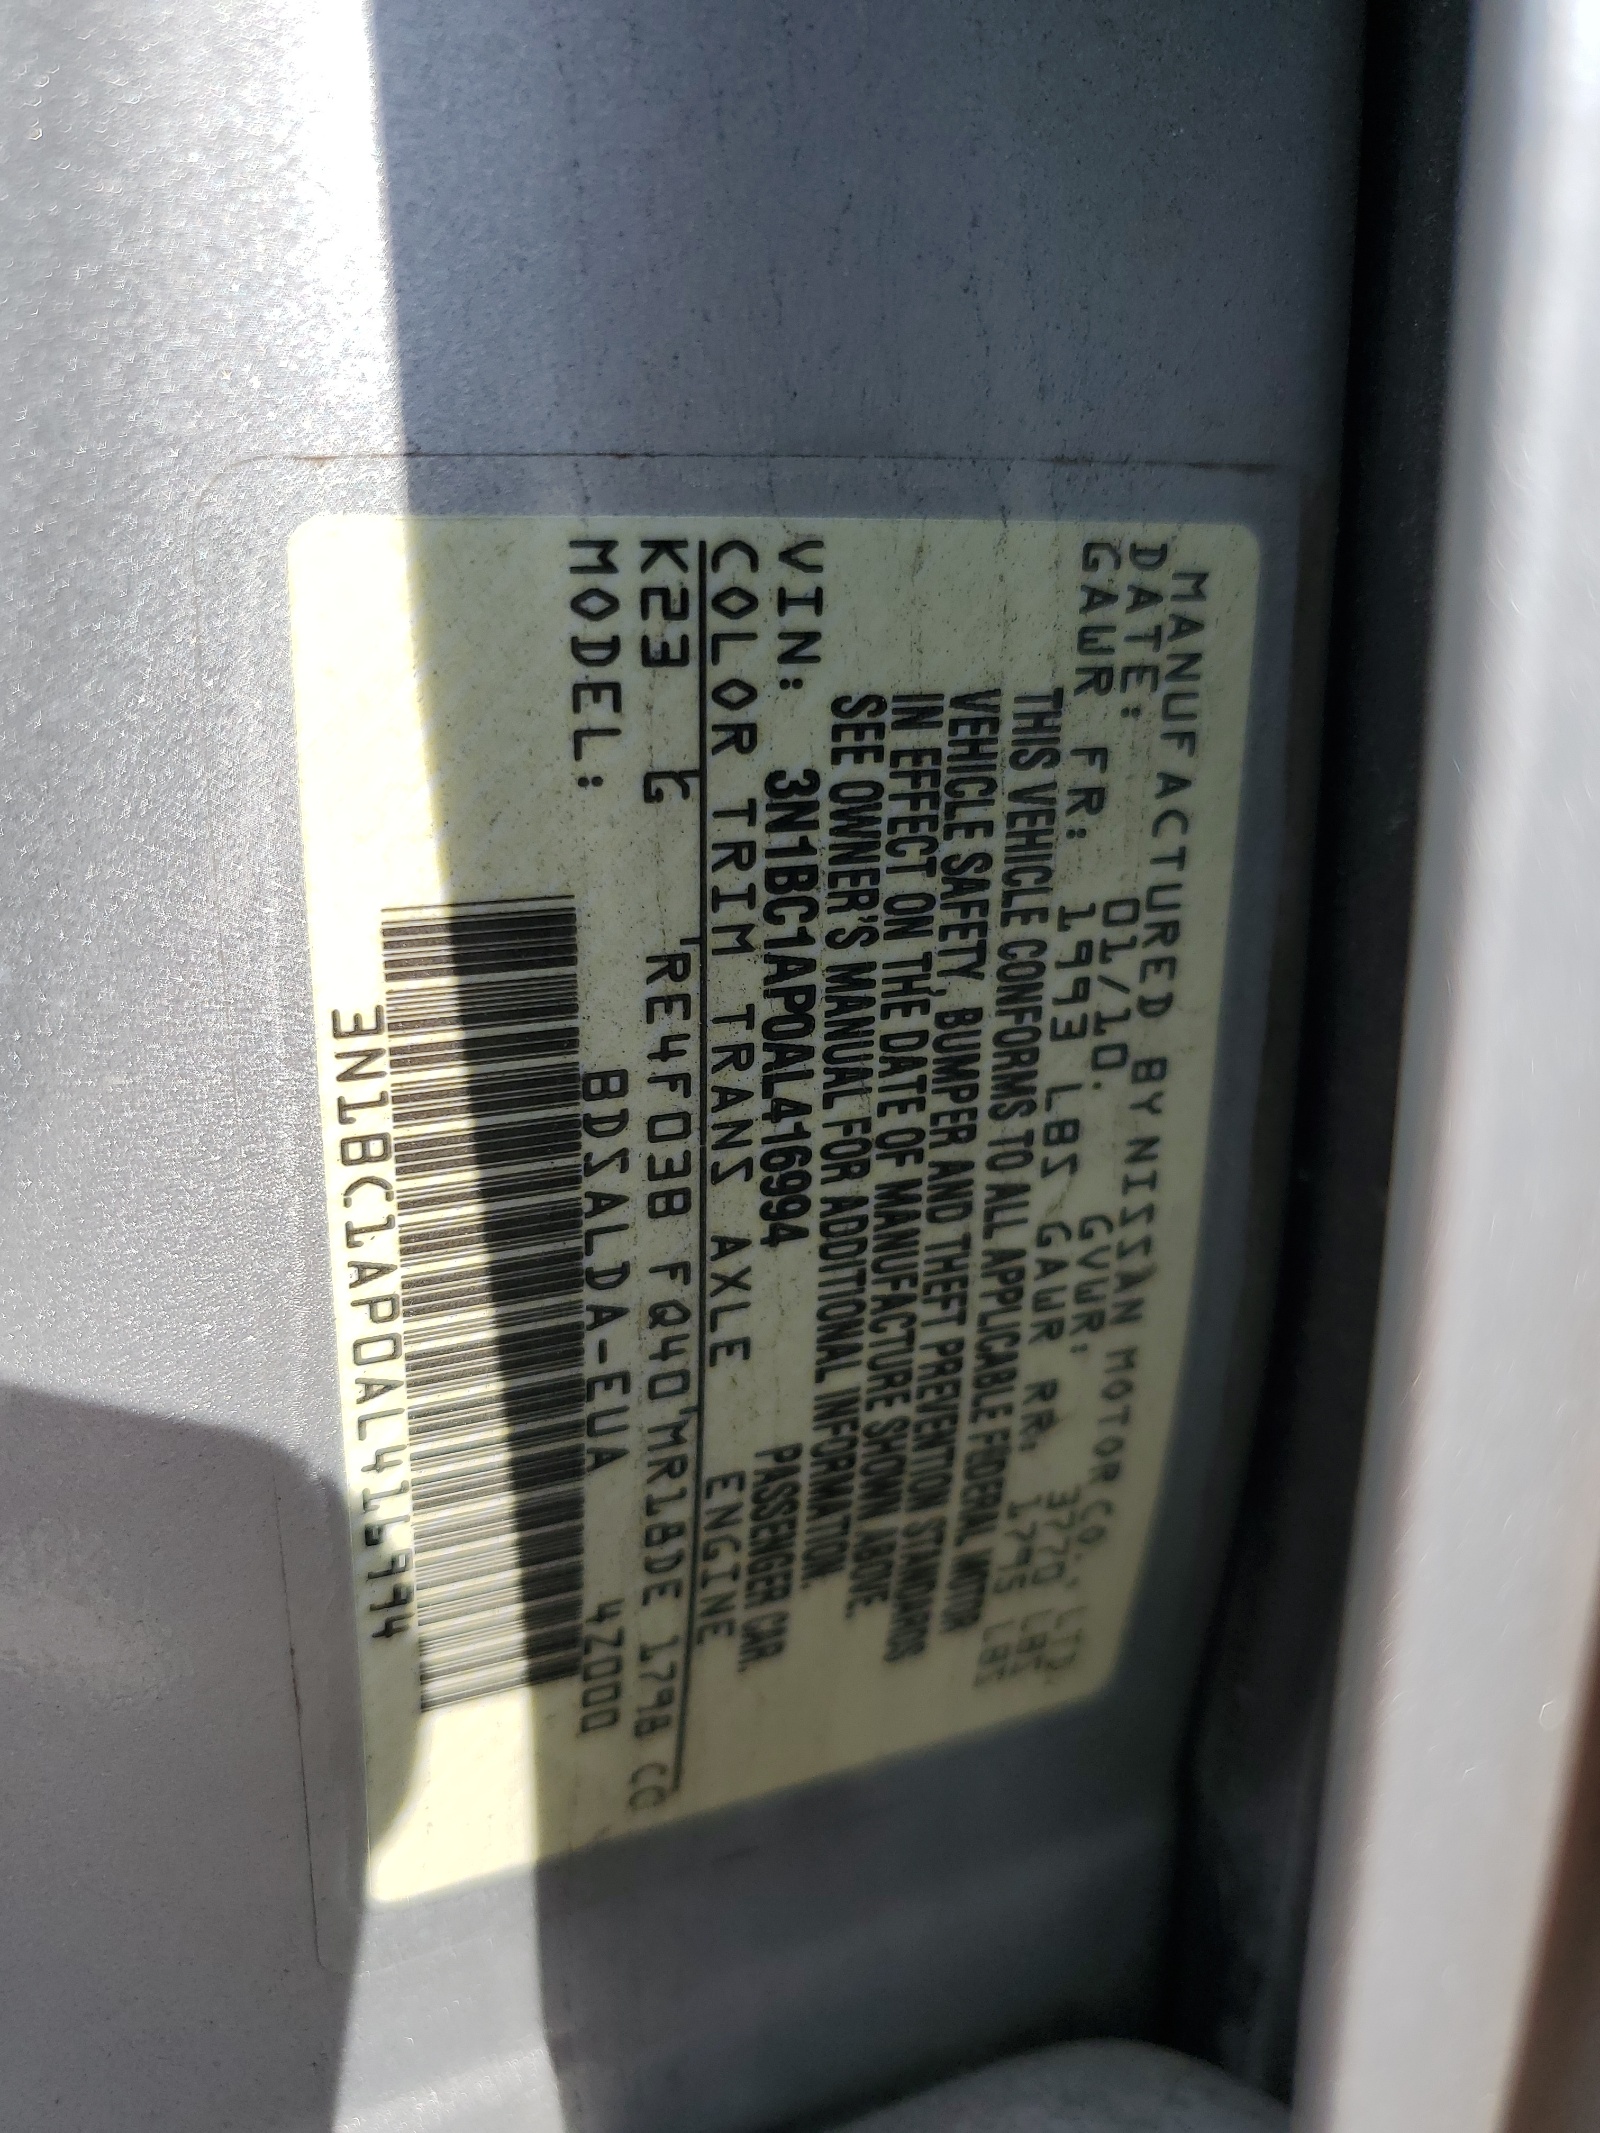 MANUFACTURED BY NISSAN MOTOR CO., LTD.
DATE: 01/10. GVWR: 3770 LBS
GAWR FR: 1993 LBS GAWR RR: 1795 LBS
THIS VEHICLE CONFORMS TO ALL APPLICABLE FEDERAL MOTOR
VEHICLE SAFETY, BUMPER AND THEFT PREVENTION STANDARDS
IN EFFECT ON THE DATE OF MANUFACTURE SHOWN ABOVE.
SEE OWNER'S MANUAL FOR ADDITIONAL INFORMATION.
VIN: 3N1BC1AP0AL416994 PASSENGER CAR.
COLOR TRIM TRANS AXLE ENGINE
K23 G RE4F03B FQ40 MR18DE 1798 CC
MODEL: BDSALDA-EUA 4Z000
3N1BC1AP0AL416994